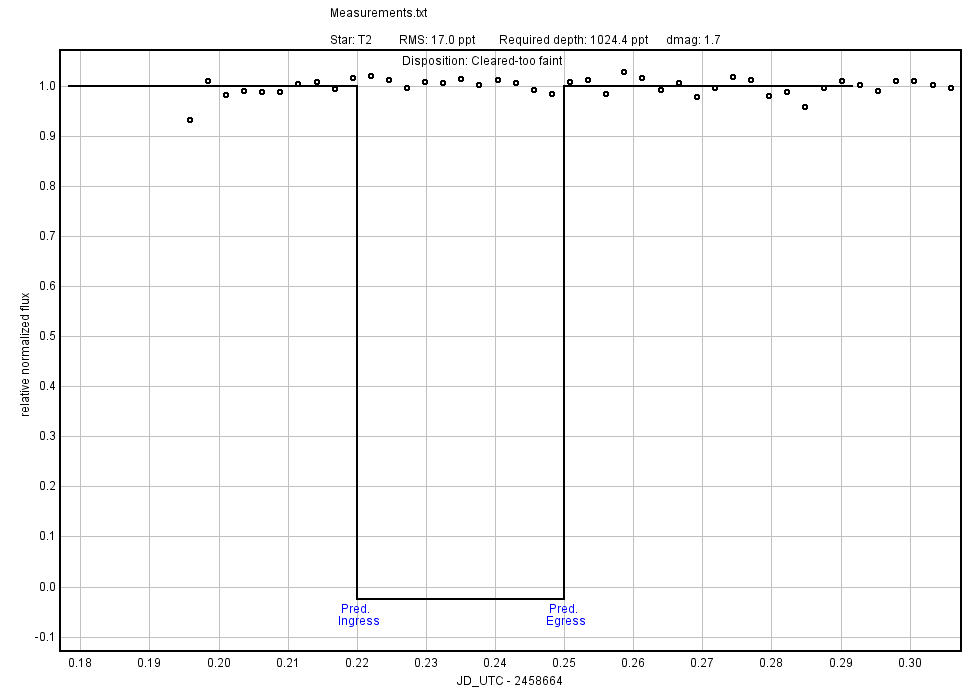 Measurements.txt
Star: T2 RMS: 17.0 ppt Required depth: 1024.4 ppt dmag: 1.7
Disposition: Cleared-too faint
1.0
0.9
0.8
0.7
0.6
0.5
0.4
0.3
0.2
0.1
0.0
-0.1
relative normalized flux
Pred. Ingress
Pred. Egress
0.18 0.19 0.20 0.21 0.22 0.23 0.24 0.25 0.26 0.27 0.28 0.29 0.30
JD_UTC - 2458664